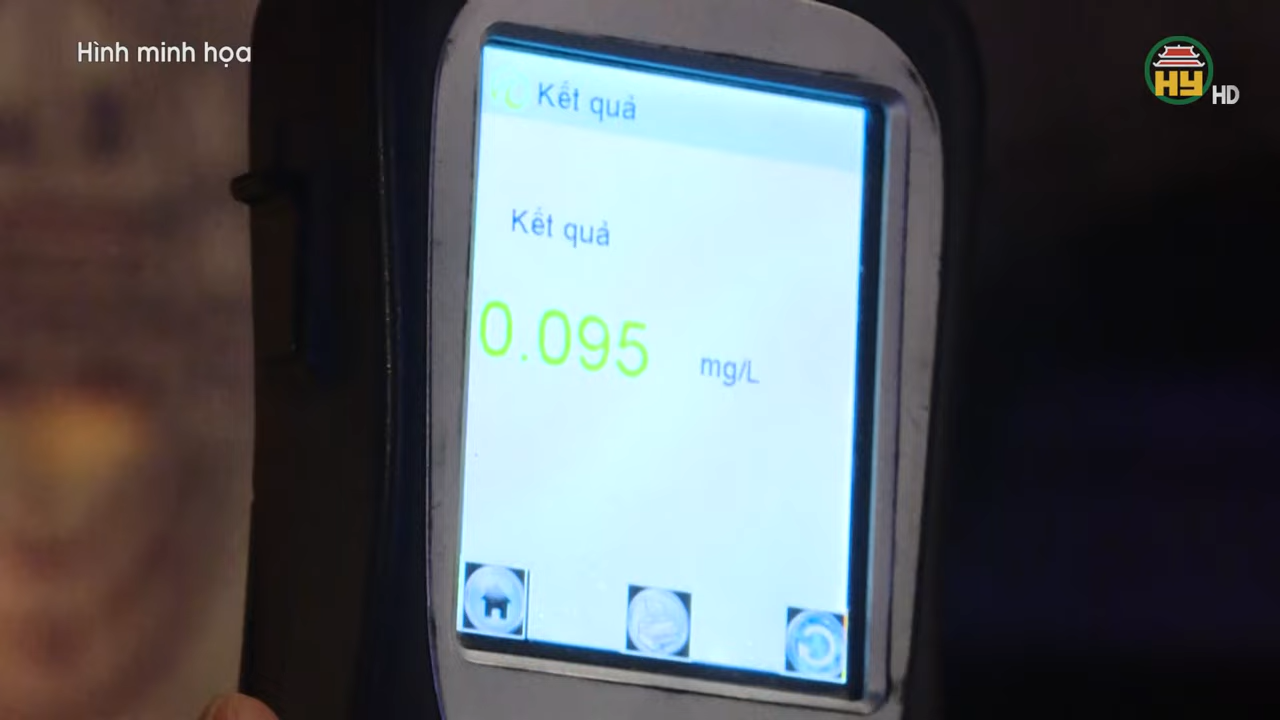 Hình minh họa
HY HD
Kết quả
Kết quả
0.095 mg/L